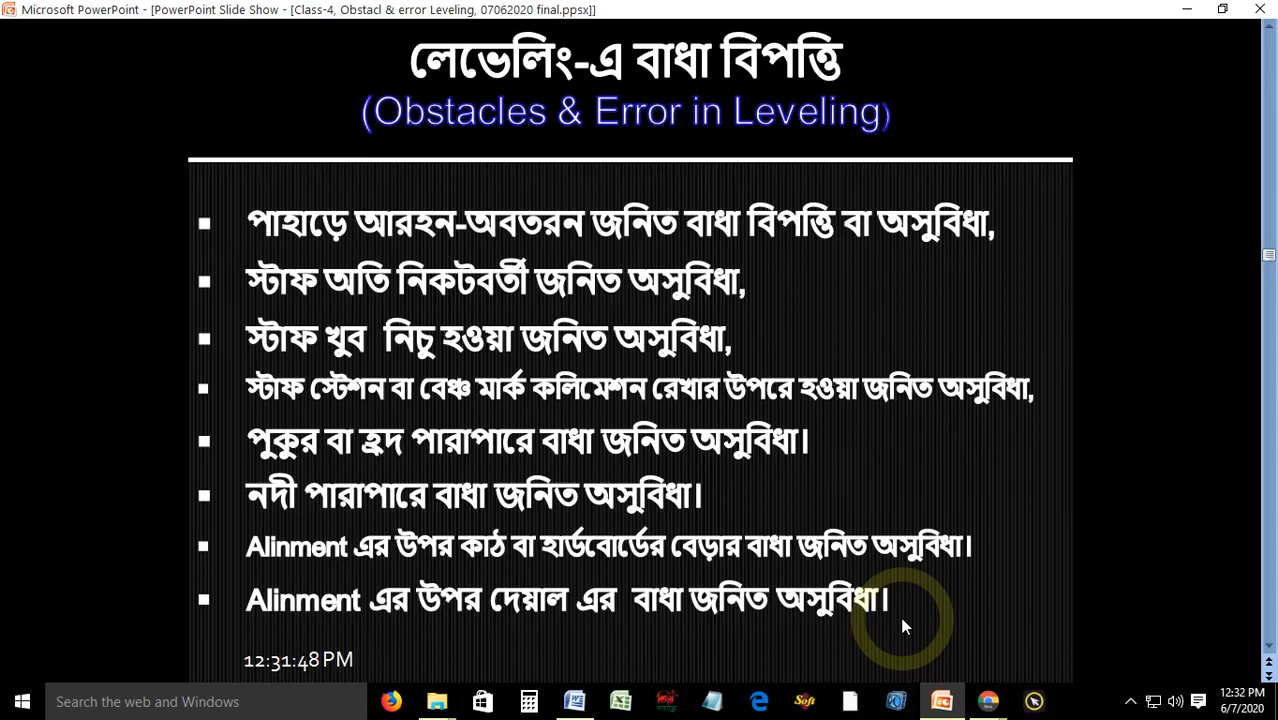 Microsoft PowerPoint - [PowerPoint Slide Show - [Class-4, Obstacl & error Leveling, 07062020 final.ppsx]]
লেভেলিং-এ বাধা বিপত্তি
(Obstacles & Error in Leveling)
পাহাড়ে আরহন-অবতরন জনিত বাধা বিপত্তি বা অসুবিধা,
স্টাফ অতি নিকটবর্তী জনিত অসুবিধা,
স্টাফ খুব নিচু হওয়া জনিত অসুবিধা,
স্টাফ স্টেশন বা বেঞ্চ মার্ক কলিমেশন রেখার উপরে হওয়া জনিত অসুবিধা,
পুকুর বা হ্রদ পারাপারে বাধা জনিত অসুবিধা।
নদী পারাপারে বাধা জনিত অসুবিধা।
Alinment এর উপর কাঠ বা হার্ডবোর্ডের বেড়ার বাধা জনিত অসুবিধা।
Alinment এর উপর দেয়াল এর বাধা জনিত অসুবিধা।
12:31:48 PM
Search the web and Windows
Soft
12:32 PM
6/7/2020